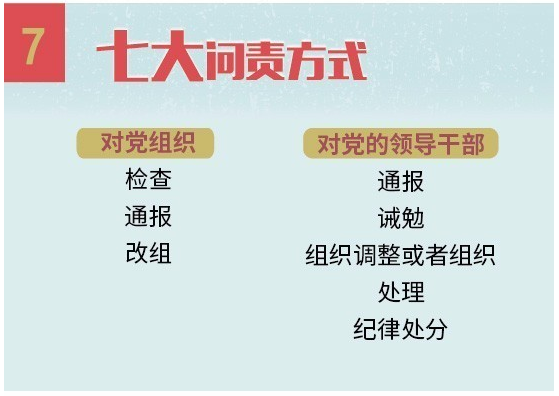 7
七大问责方式
对党组织
检查
通报
改组
对党的领导干部
通报
诫勉
组织调整或者组织
处理
纪律处分